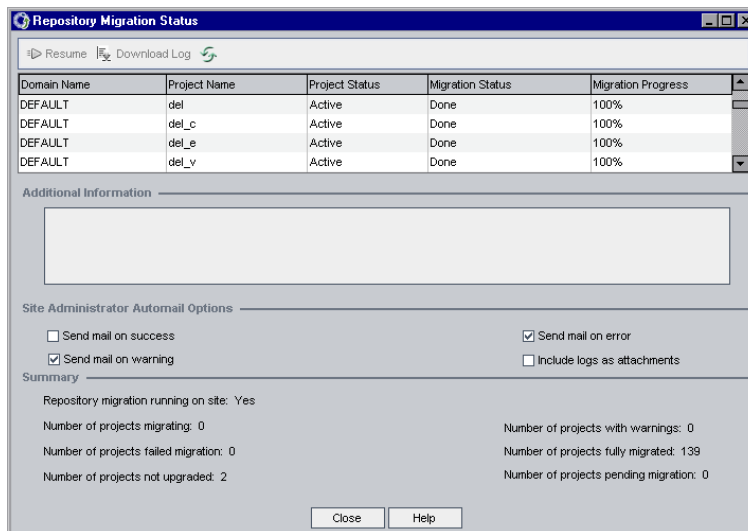 Repository Migration Status
Resume Download Log
Domain Name Project Name Project Status Migration Status Migration Progress
DEFAULT del Active Done 100%
DEFAULT del_c Active Done 100%
DEFAULT del_e Active Done 100%
DEFAULT del_v Active Done 100%
Additional Information
Site Administrator Automail Options
Send mail on success Send mail on error
Send mail on warning Include logs as attachments
Summary
Repository migration running on site: Yes
Number of projects migrating: 0 Number of projects with warnings: 0
Number of projects failed migration: 0 Number of projects fully migrated: 139
Number of projects not upgraded: 2 Number of projects pending migration: 0
Close Help